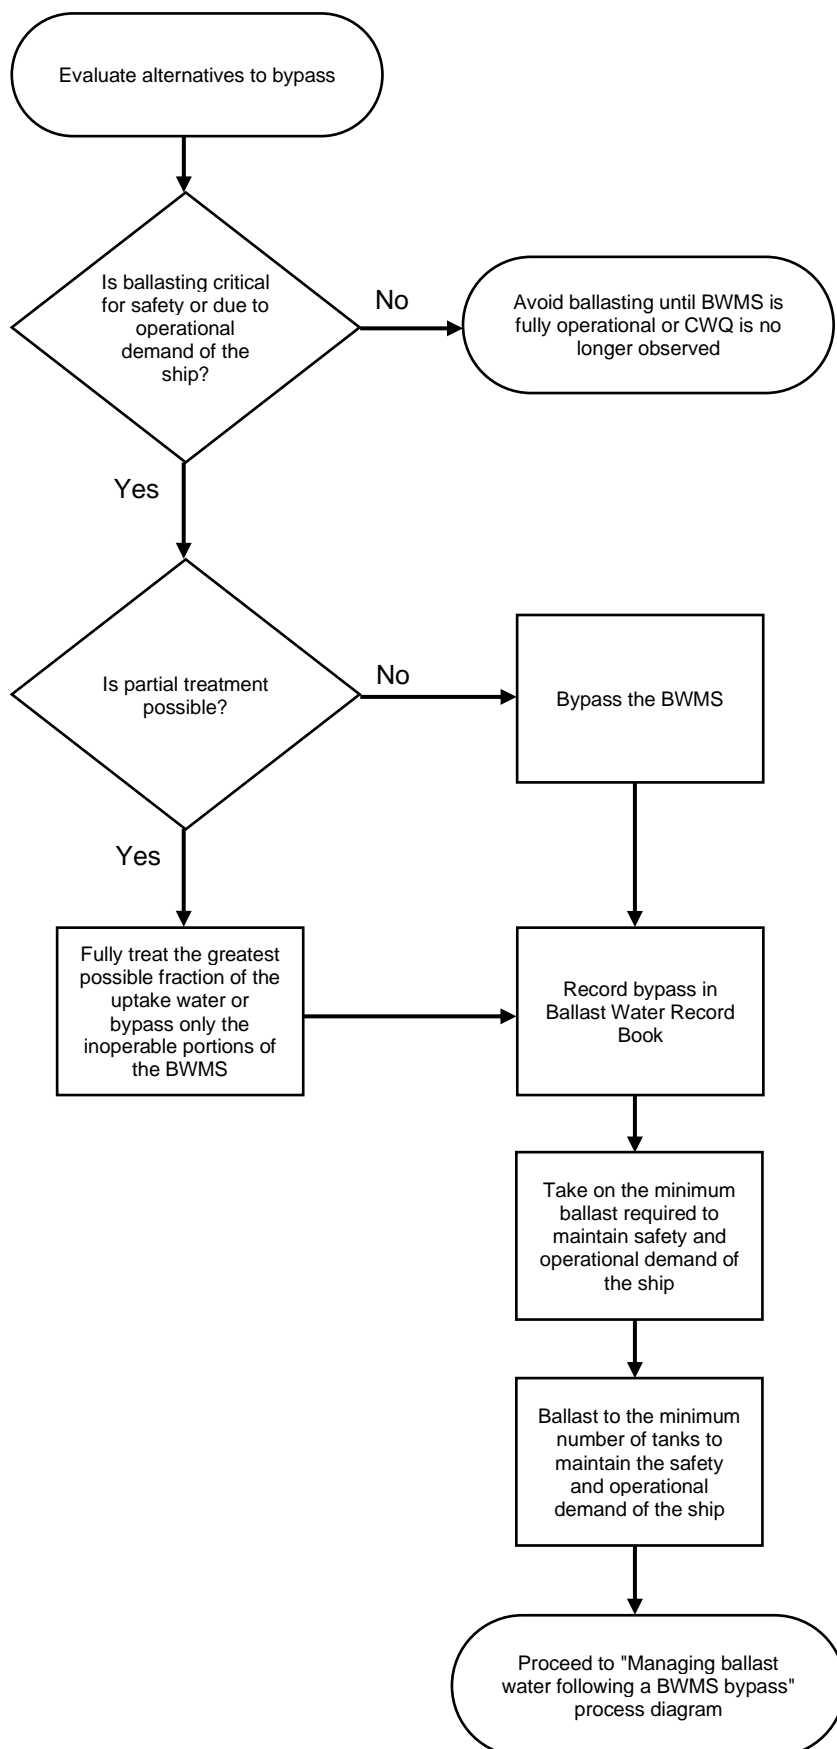 Evaluate alternatives to bypass
Is ballasting critical
for safety or due to
operational
demand of the
ship?
No
Avoid ballasting until BWMS is
fully operational or CWQ is no
longer observed
Yes
Is partial treatment
possible?
No
Bypass the BWMS
Yes
Fully treat the greatest
possible fraction of the
uptake water or
bypass only the
inoperable portions of
the BWMS
Record bypass in
Ballast Water Record
Book
Take on the minimum
ballast required to
maintain safety and
operational demand of
the ship
Ballast to the minimum
number of tanks to
maintain the safety
and operational
demand of the ship
Proceed to "Managing ballast
water following a BWMS bypass"
process diagram